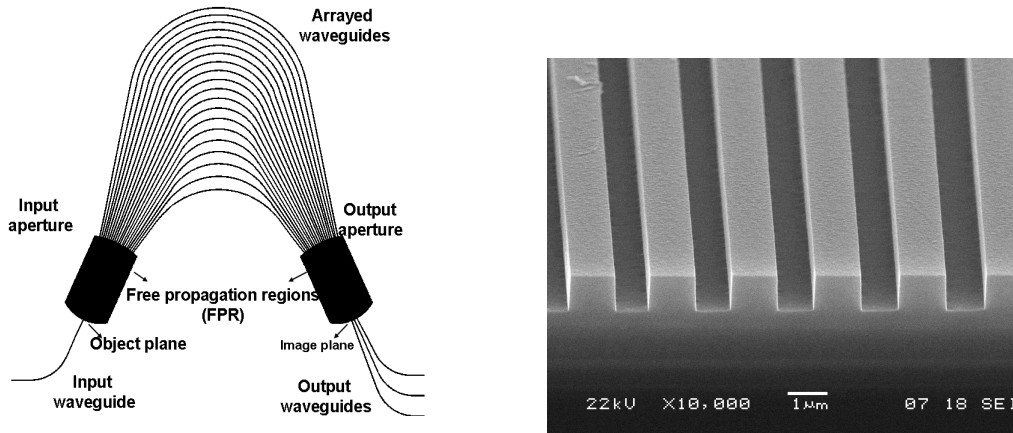 Arrayed
waveguides
Input
aperture
Output
aperture
Free propagation regions
(FPR)
Object plane
Image plane
Input
waveguide
Output
waveguides
22kV X10,000 1μm 07 18 SEI